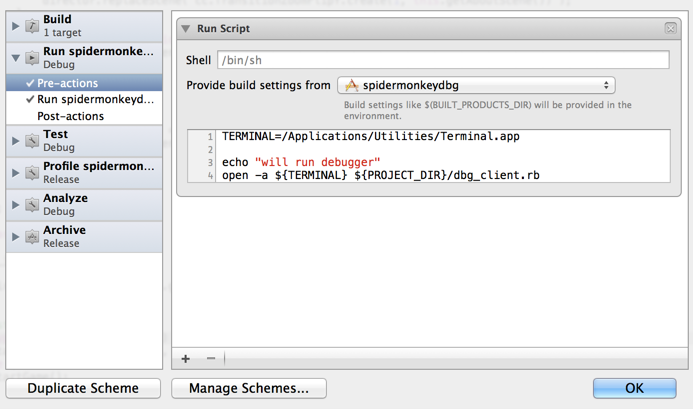 Build
1 target
Run spidermonke...
Debug
Pre-actions
Run spidermonkeyd...
Post-actions
Test
Debug
Profile spidermon...
Release
Analyze
Debug
Archive
Release
Run Script
Shell /bin/sh
Provide build settings from spidermonkeydbg
Build settings like $(BUILT_PRODUCTS_DIR) will be provided in the
environment.
1 TERMINAL=/Applications/Utilities/Terminal.app
2
3 echo "will run debugger"
4 open -a ${TERMINAL} ${PROJECT_DIR}/dbg_client.rb
Duplicate Scheme
Manage Schemes...
OK